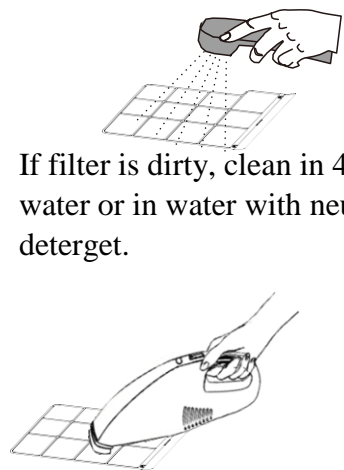 If filter is dirty, clean in 4
water or in water with neu
deterget.